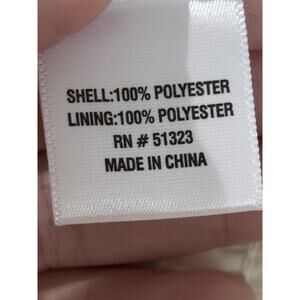 SHELL:100% POLYESTER
LINING:100% POLYESTER
RN # 51323
MADE IN CHINA